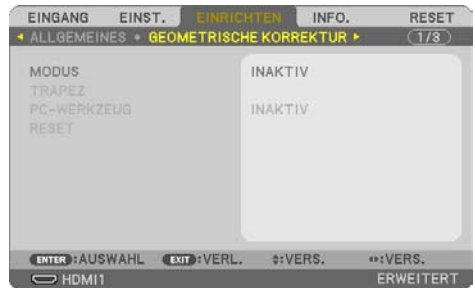 EINGANG EINST. EINRICHTEN INFO. RESET
ALLGEMEINES • GEOMETRISCHE KORREKTUR 1/3
MODUS INAKTIV
TRAPEZ
PC-WERKZEUG INAKTIV
RESET
ENTER :AUSWAHL EXIT :VERL. :VERS. :VERS.
HDMI1 ERWEITERT